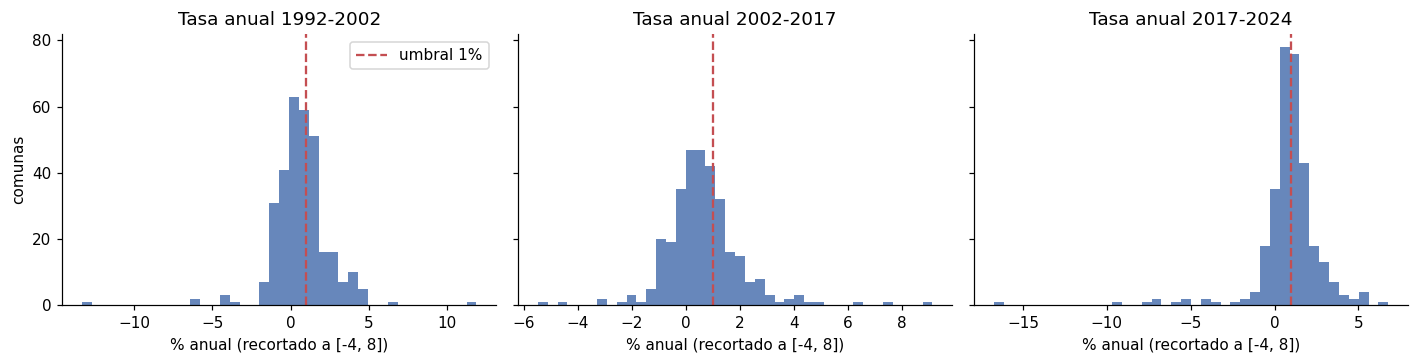 Tasa anual 1992-2002
Tasa anual 2002-2017
Tasa anual 2017-2024
umbral 1%
comunas
80
60
40
20
0
−10
−5
0
5
10
−6
−4
−2
0
2
4
6
8
−15
−10
−5
0
5
% anual (recortado a [-4, 8])
% anual (recortado a [-4, 8])
% anual (recortado a [-4, 8])